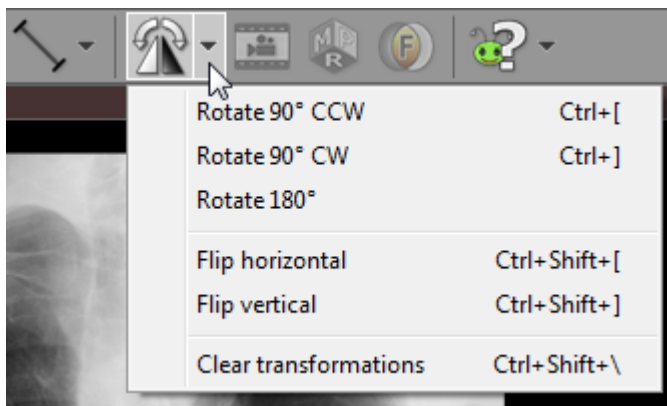 MPR
F
?
Rotate 90° CCW Ctrl+[
Rotate 90° CW Ctrl+]
Rotate 180°
Flip horizontal Ctrl+Shift+[
Flip vertical Ctrl+Shift+]
Clear transformations Ctrl+Shift+\